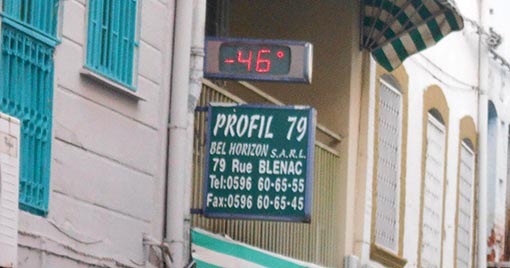 -46°
PROFIL 79
BEL HORIZON S.A.R.L.
79 Rue BLENAC
Tel:0596 60-65-55
Fax:0596 60-65-45